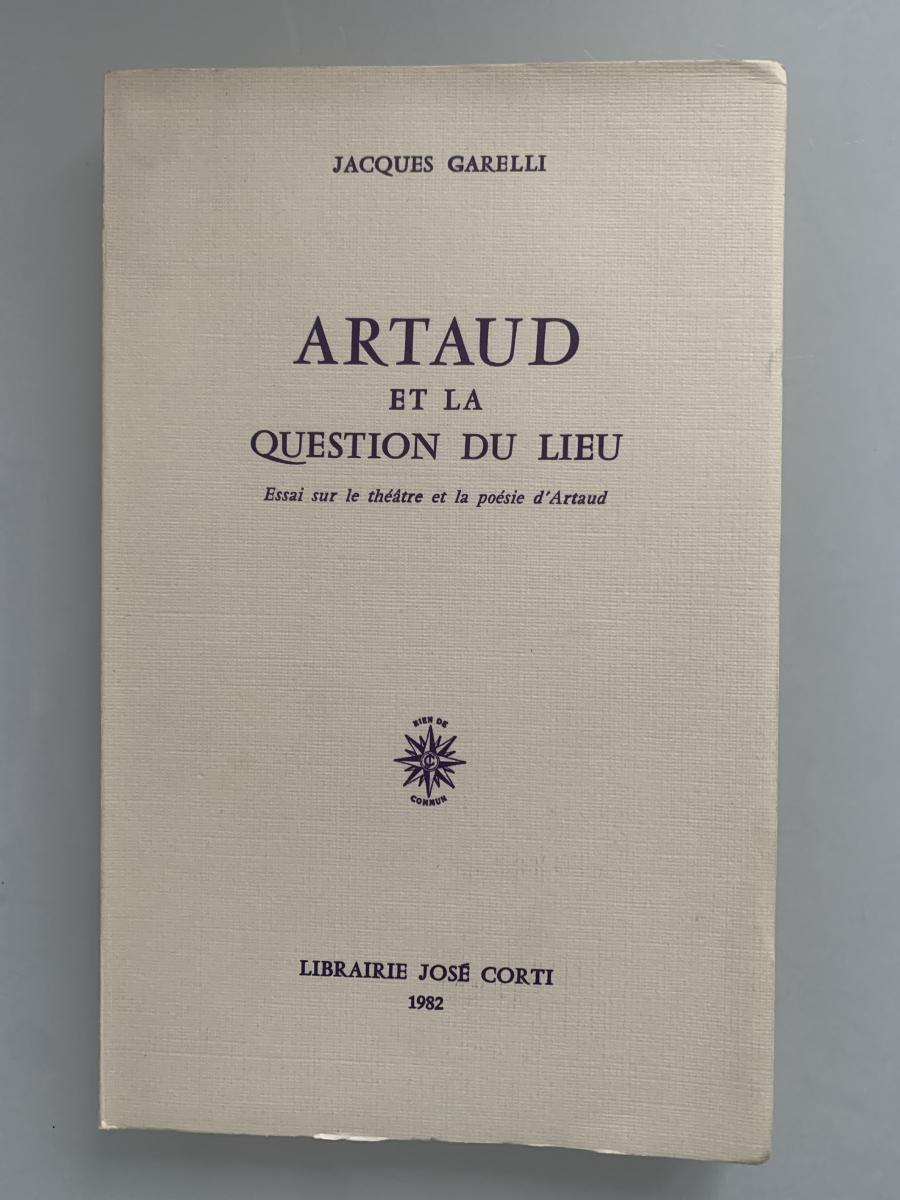 JACQUES GARELLI
ARTAUD
ET LA
QUESTION DU LIEU
Essai sur le théâtre et la poésie d'Artaud
RIEN DE
COMMUN
LIBRAIRIE JOSÉ CORTI
1982